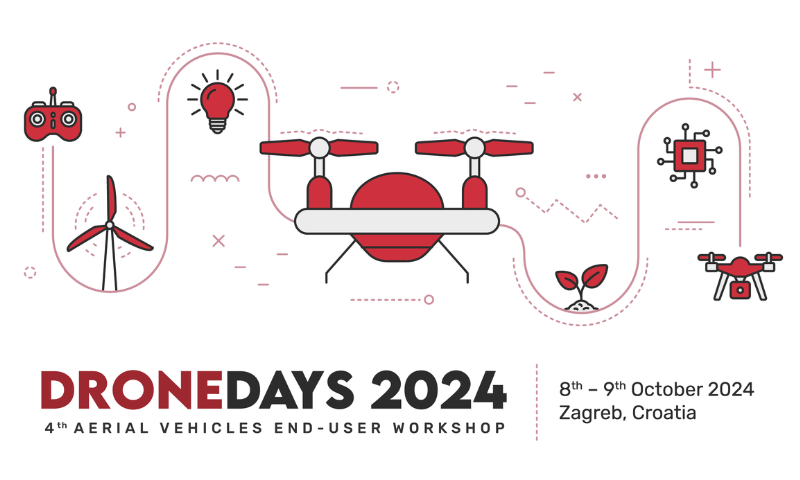 DRONEDAYS 2024
4th AERIAL VEHICLES END-USER WORKSHOP
8th – 9th October 2024
Zagreb, Croatia